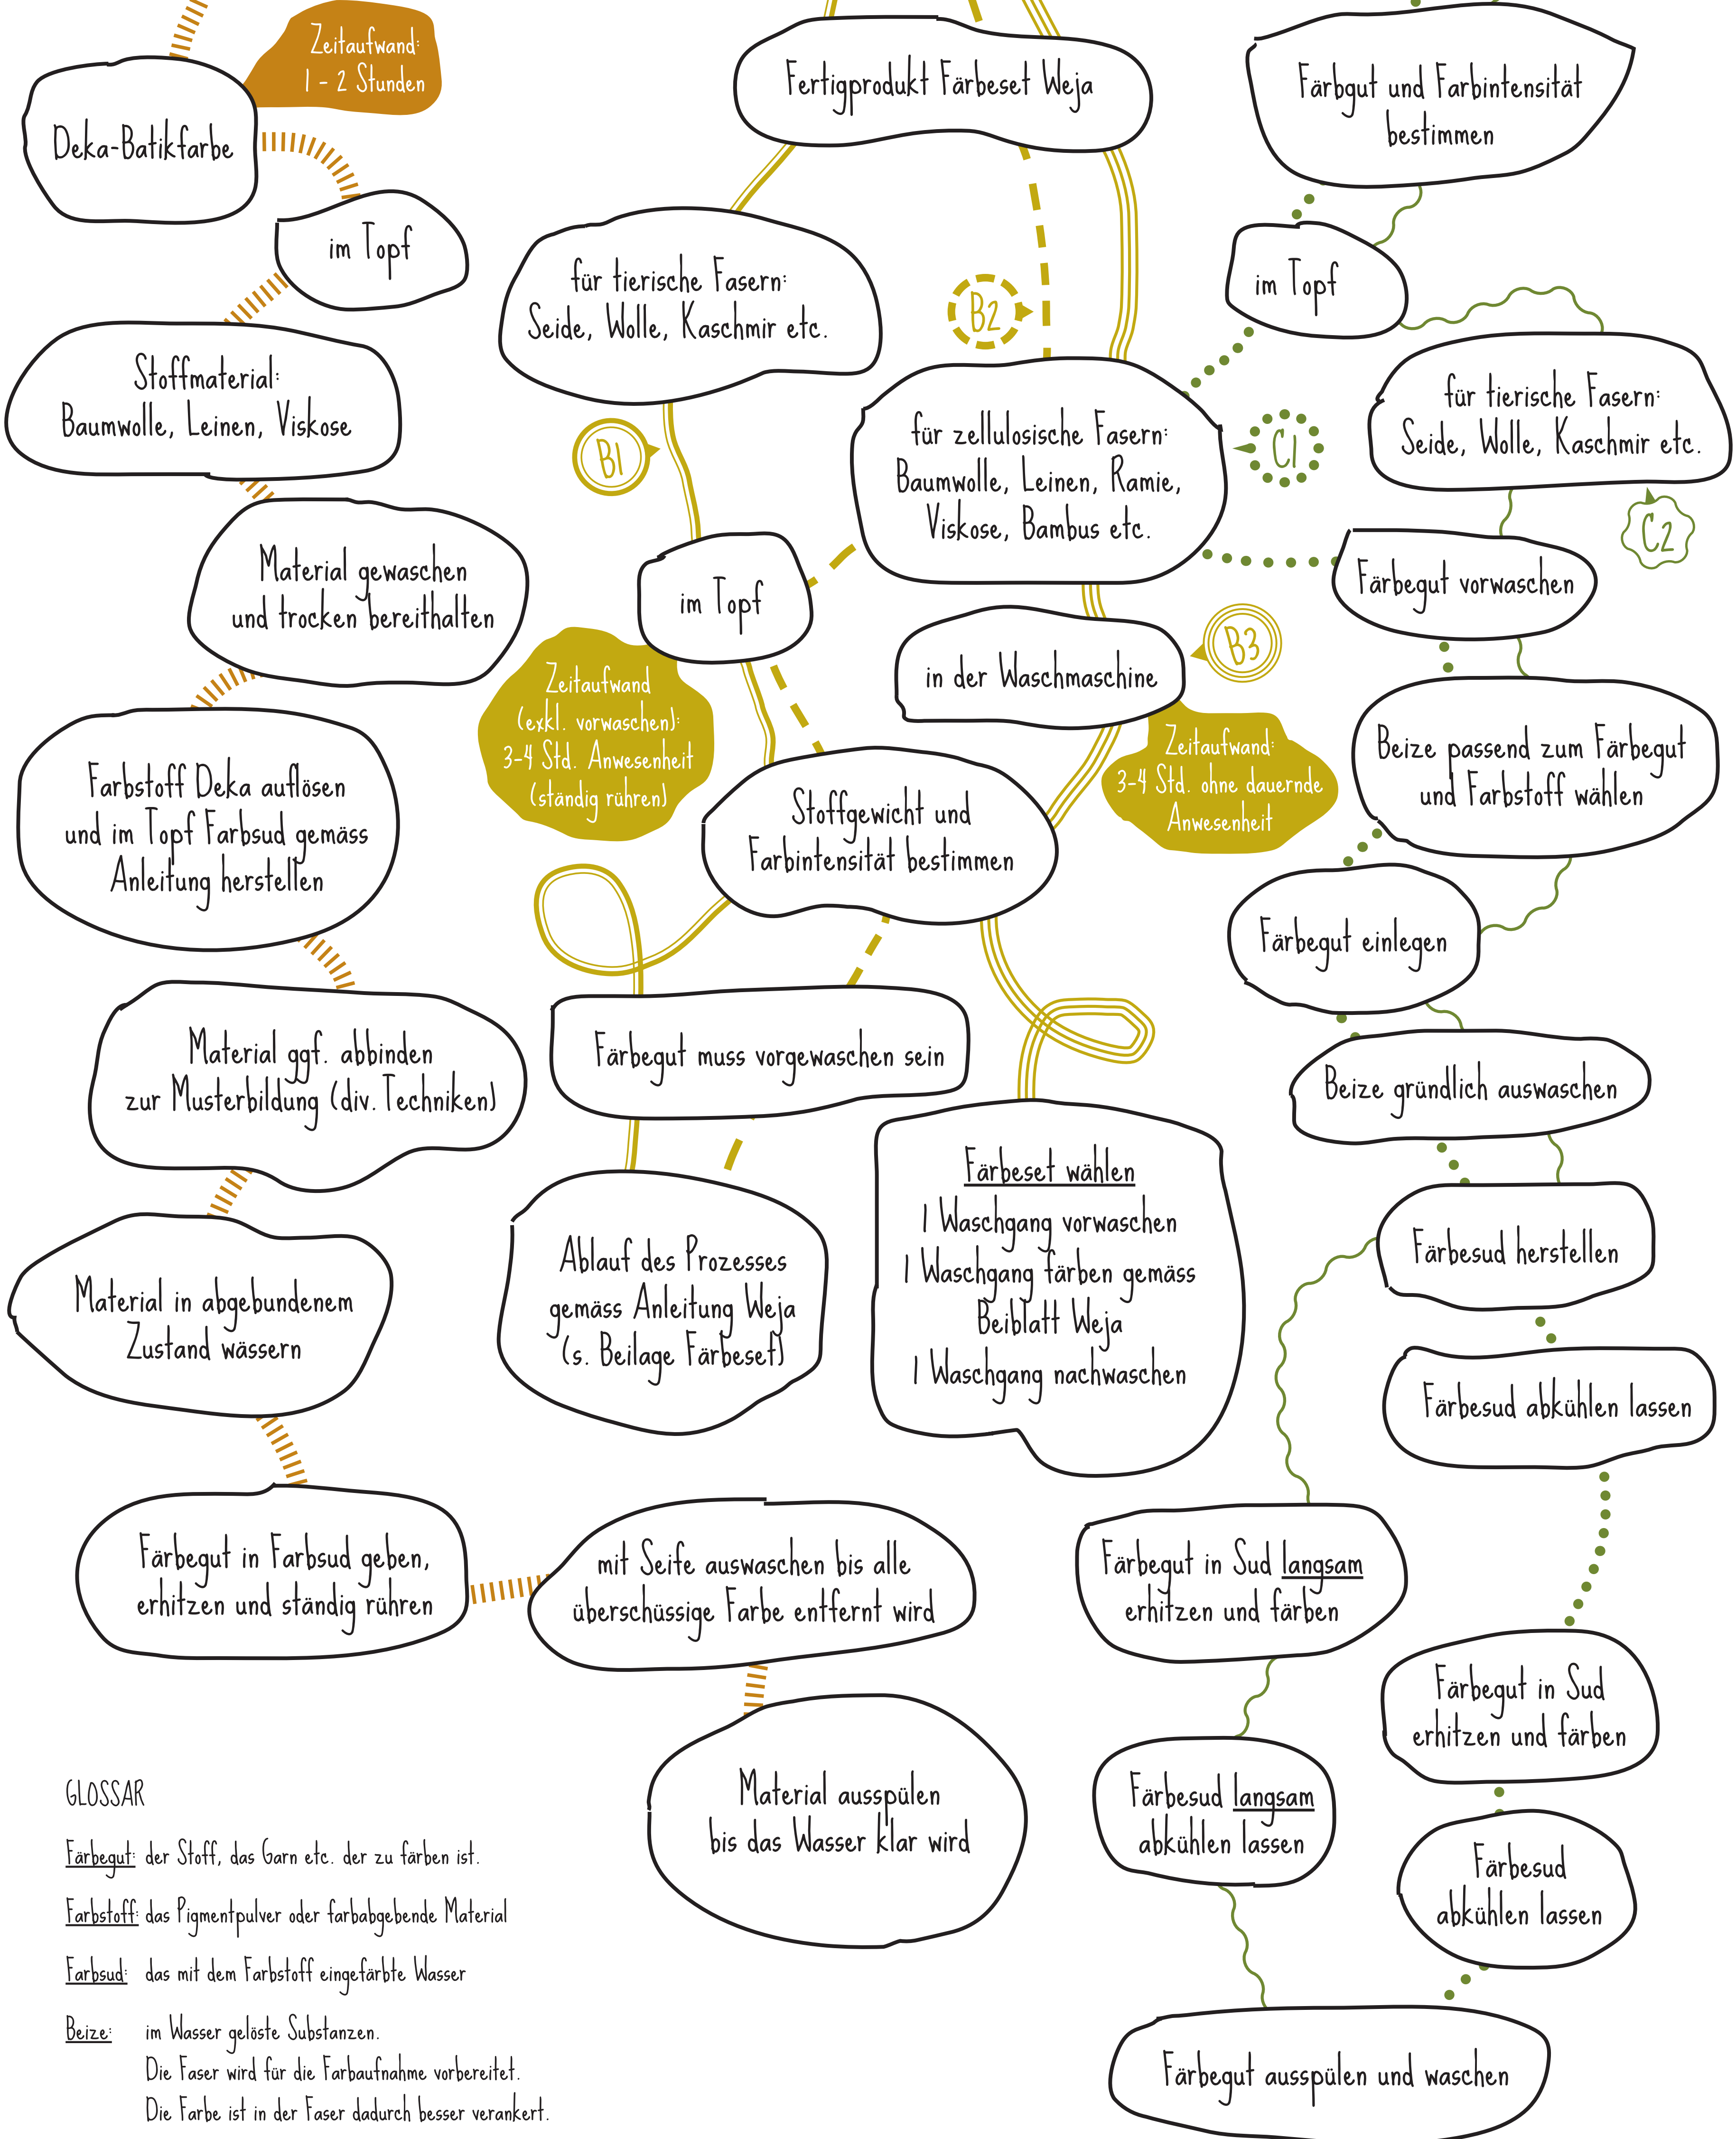 Zeitaufwand:
1 - 2 Stunden
Deka-Batikfarbe
im Topf
Stoffmaterial:
Baumwolle, Leinen, Viskose
Material gewaschen
und trocken bereithalten
Farbstoff Deka auflösen
und im Topf Farbsud gemäss
Anleitung herstellen
Material ggf. abbinden
zur Musterbildung (div. Techniken)
Material in abgebundenem
Zustand wässern
Färbegut in Farbsud geben,
erhitzen und ständig rühren
mit Seife auswaschen bis alle
überschüssige Farbe entfernt wird
Material ausspülen
bis das Wasser klar wird
Fertigprodukt Färbeset Weja
für tierische Fasern:
Seide, Wolle, Kaschmir etc.
B1
B2
für zellulosische Fasern:
Baumwolle, Leinen, Ramie,
Viskose, Bambus etc.
im Topf
in der Waschmaschine
B3
Zeitaufwand
(exkl. vorwaschen):
3-4 Std. Anwesenheit
(ständig rühren)
Zeitaufwand:
3-4 Std. ohne dauernde
Anwesenheit
Stoffgewicht und
Farbintensität bestimmen
Färbegut muss vorgewaschen sein
Ablauf des Prozesses
gemäss Anleitung Weja
(s. Beilage Färbeset)
Färbeset wählen
1 Waschgang vorwaschen
1 Waschgang färben gemäss
Beiblatt Weja
1 Waschgang nachwaschen
Färbgut und Farbintensität
bestimmen
im Topf
C1
für tierische Fasern:
Seide, Wolle, Kaschmir etc.
C2
Färbegut vorwaschen
Beize passend zum Färbegut
und Farbstoff wählen
Färbegut einlegen
Beize gründlich auswaschen
Färbesud herstellen
Färbesud abkühlen lassen
Färbegut in Sud langsam
erhitzen und färben
Färbegut in Sud
erhitzen und färben
Färbesud langsam
abkühlen lassen
Färbesud
abkühlen lassen
Färbegut ausspülen und waschen
GLOSSAR
Färbegut: der Stoff, das Garn etc. der zu färben ist.
Farbstoff: das Pigmentpulver oder farbabgebende Material
Farbsud: das mit dem Farbstoff eingefärbte Wasser
Beize: im Wasser gelöste Substanzen.
Die Faser wird für die Farbaufnahme vorbereitet.
Die Farbe ist in der Faser dadurch besser verankert.